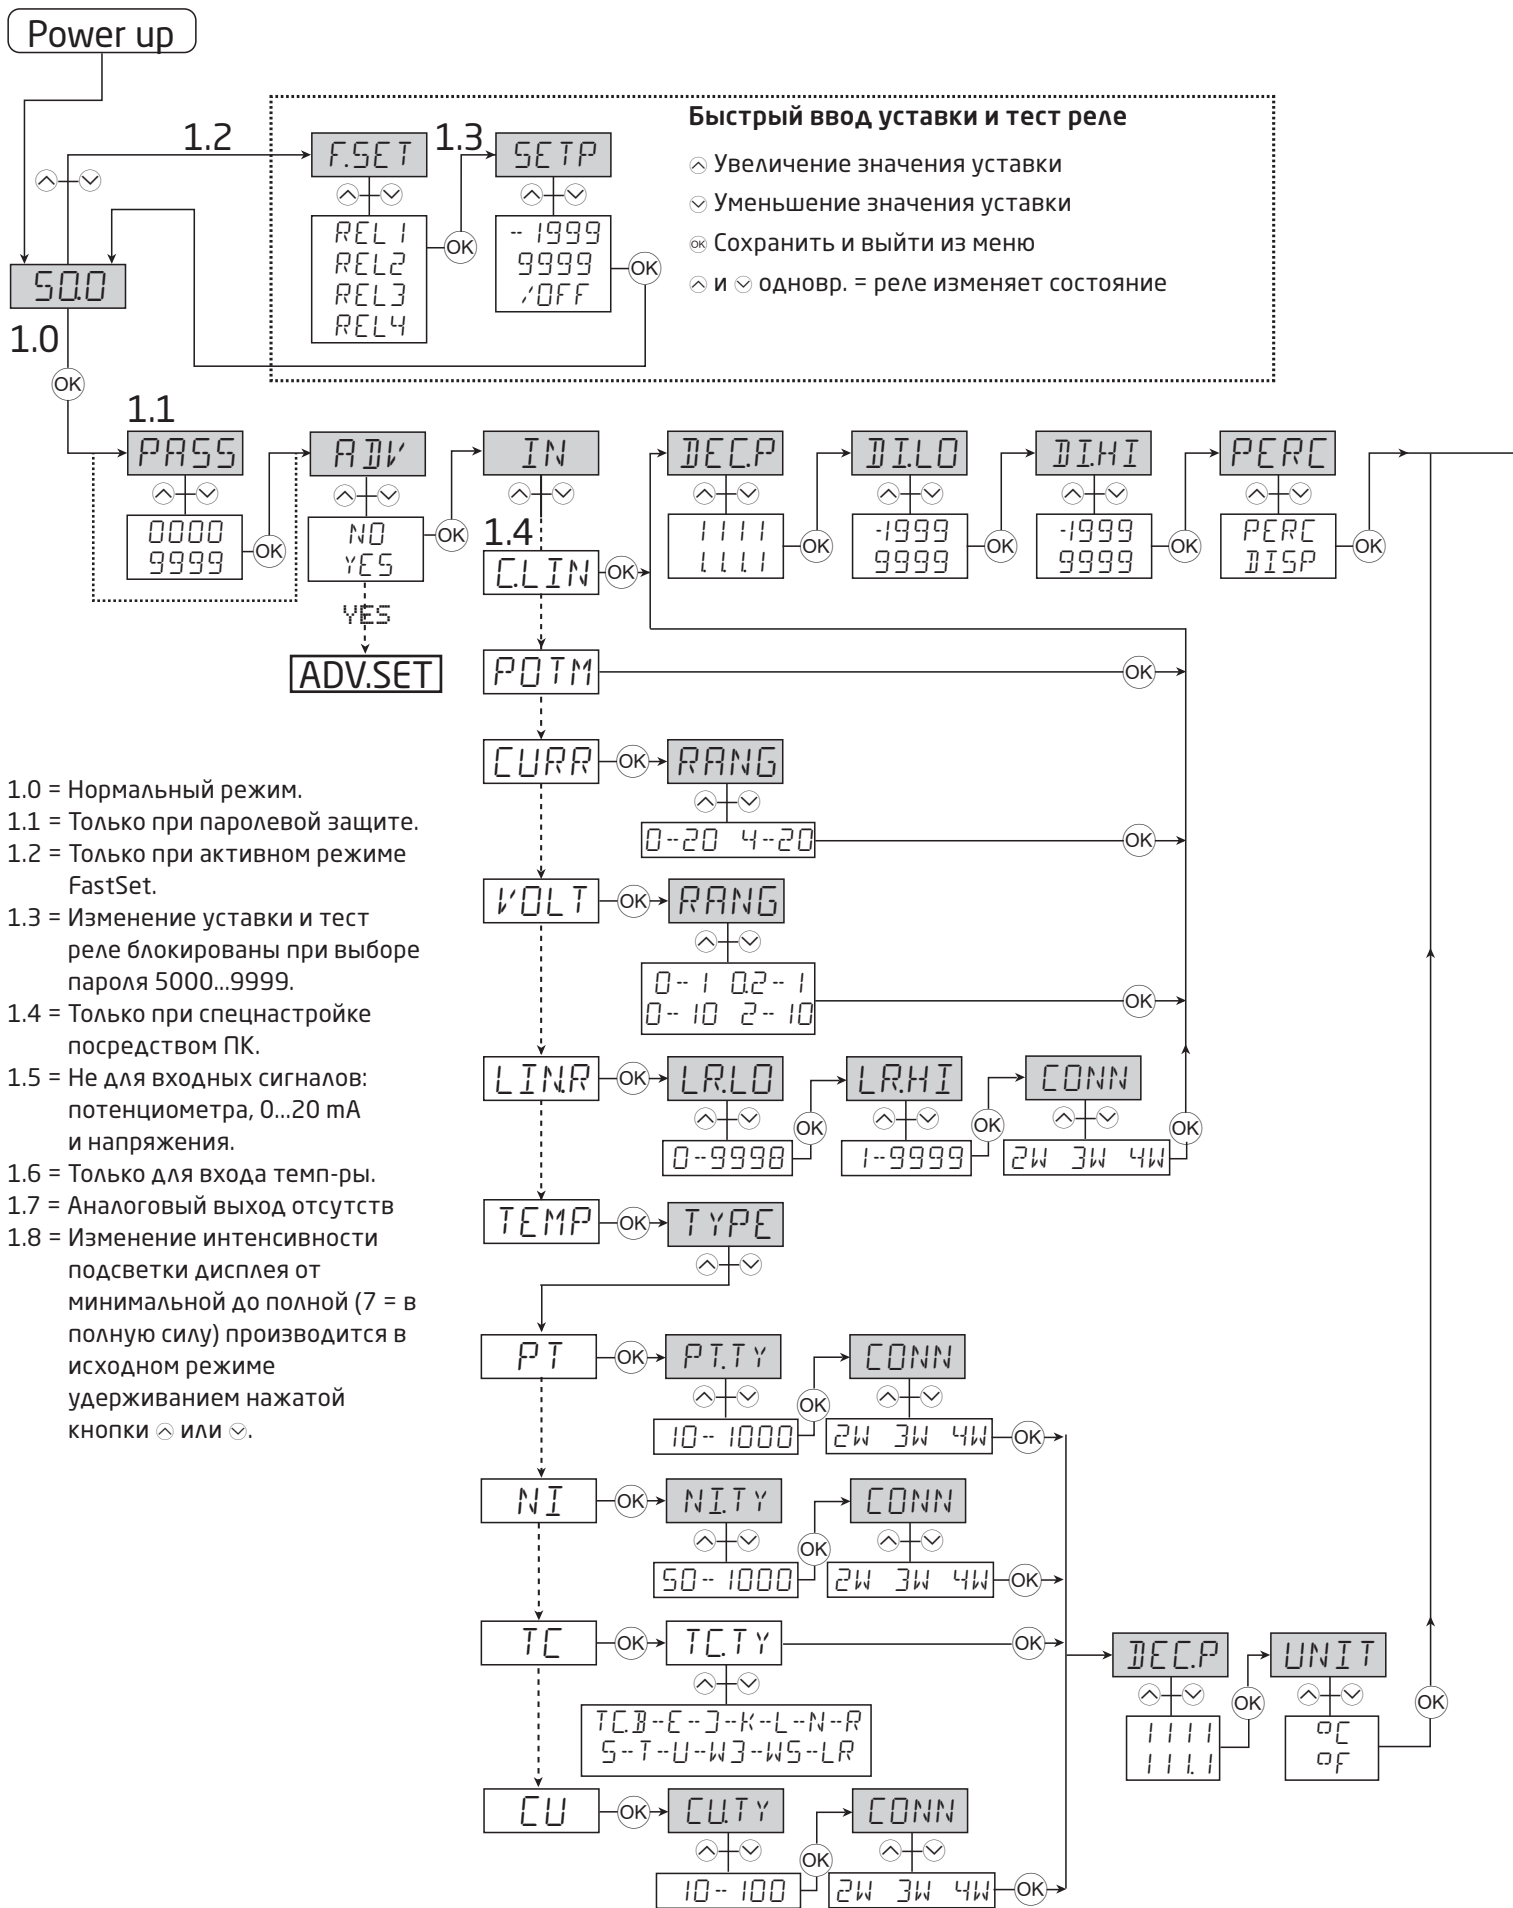 Power up
1.2
F.SET
1.3
SETP
Быстрый ввод уставки и тест реле
Увеличение значения уставки
Уменьшение значения уставки
OK Сохранить и выйти из меню
и одновр. = реле изменяет состояние
REL1
REL2
REL3
REL4
OK
-1999
9999
/OFF
OK
50.0
1.0
OK
1.1
PASS
ADV
IN
DEC.P
DI.LO
DI.HI
PERC
0000
9999
OK
NO
YES
OK
1.4
C.LIN
OK
1111
1.1.1.1
OK
-1999
9999
OK
-1999
9999
OK
PERC
DISP
OK
YES
ADV.SET
POTM
OK
CURR
OK
RANG
0-20 4-20
OK
VOLT
OK
RANG
0-1 0.2-1
0-10 2-10
OK
LIN.R
OK
LR.LO
LR.HI
CONN
0-9998
OK
1-9999
OK
2W 3W 4W
OK
TEMP
OK
TYPE
1.0 = Нормальный режим.
1.1 = Только при паролевой защите.
1.2 = Только при активном режиме
FastSet.
1.3 = Изменение уставки и тест
реле блокированы при выборе
пароля 5000...9999.
1.4 = Только при спецнастройке
посредством ПК.
1.5 = Не для входных сигналов:
потенциометра, 0...20 mA
и напряжения.
1.6 = Только для входа темп-ры.
1.7 = Аналоговый выход отсутств
1.8 = Изменение интенсивности
подсветки дисплея от
минимальной до полной (7 = в
полную силу) производится в
исходном режиме
удерживанием нажатой
кнопки или .
PT
OK
PT.TY
CONN
10-1000
OK
2W 3W 4W
OK
NI
OK
NI.TY
CONN
50-1000
OK
2W 3W 4W
OK
TC
OK
TC.TY
OK
TC.B-E-J-K-L-N-R
S-T-U-W3-W5-LR
DEC.P
UNIT
1111
111.1
OK
°C
°F
OK
CU
OK
CU.TY
CONN
10-100
OK
2W 3W 4W
OK